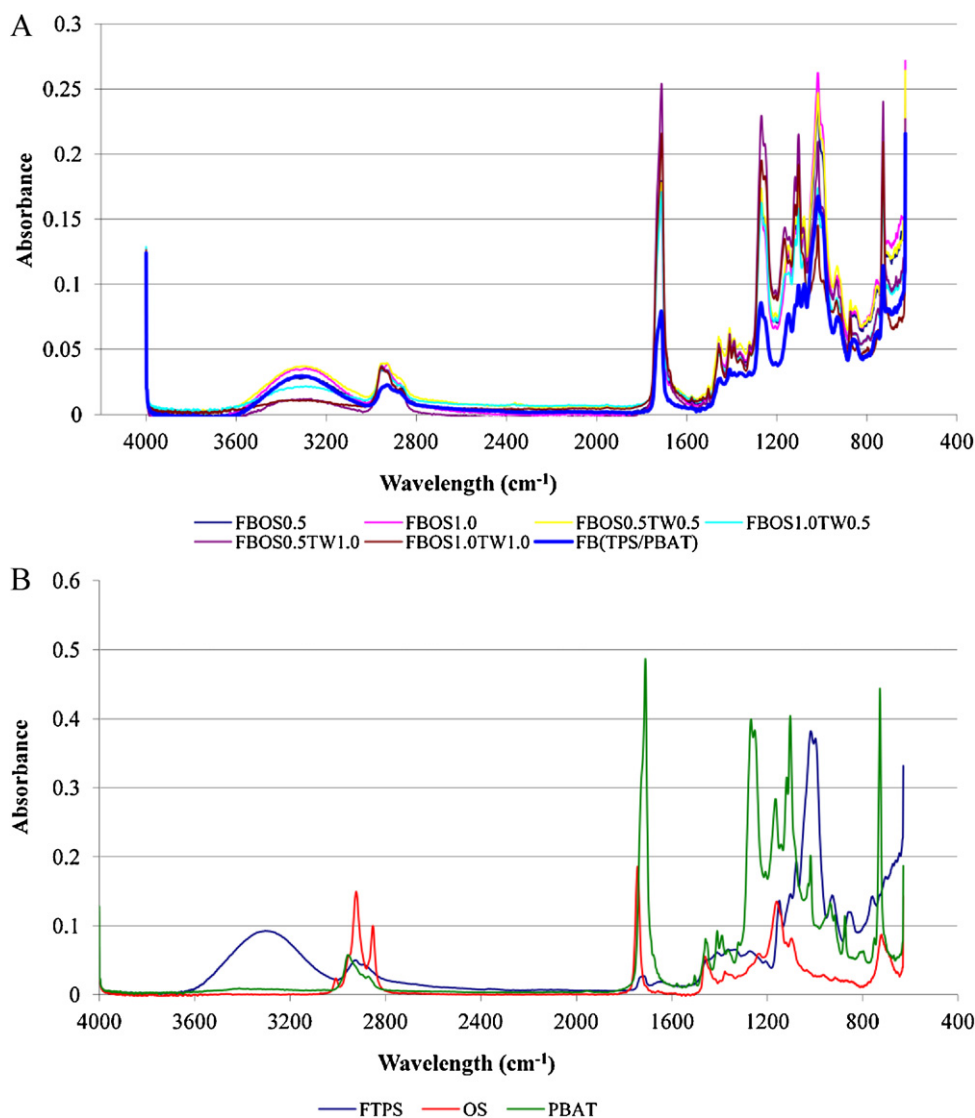 A
0.3
0.25
0.2
0.15
0.1
0.05
0
Absorbance
4000 3600 3200 2800 2400 2000 1600 1200 800 400
Wavelength (cm-1)
FBOS0.5 FBOS1.0 FBOS0.5TW0.5 FBOS1.0TW0.5
FBOS0.5TW1.0 FBOS1.0TW1.0 FB(TPS/PBAT)
B
0.6
0.5
0.4
0.3
0.2
0.1
0
Absorbance
4000 3600 3200 2800 2400 2000 1600 1200 800 400
Wavelength (cm-1)
FTPS OS PBAT